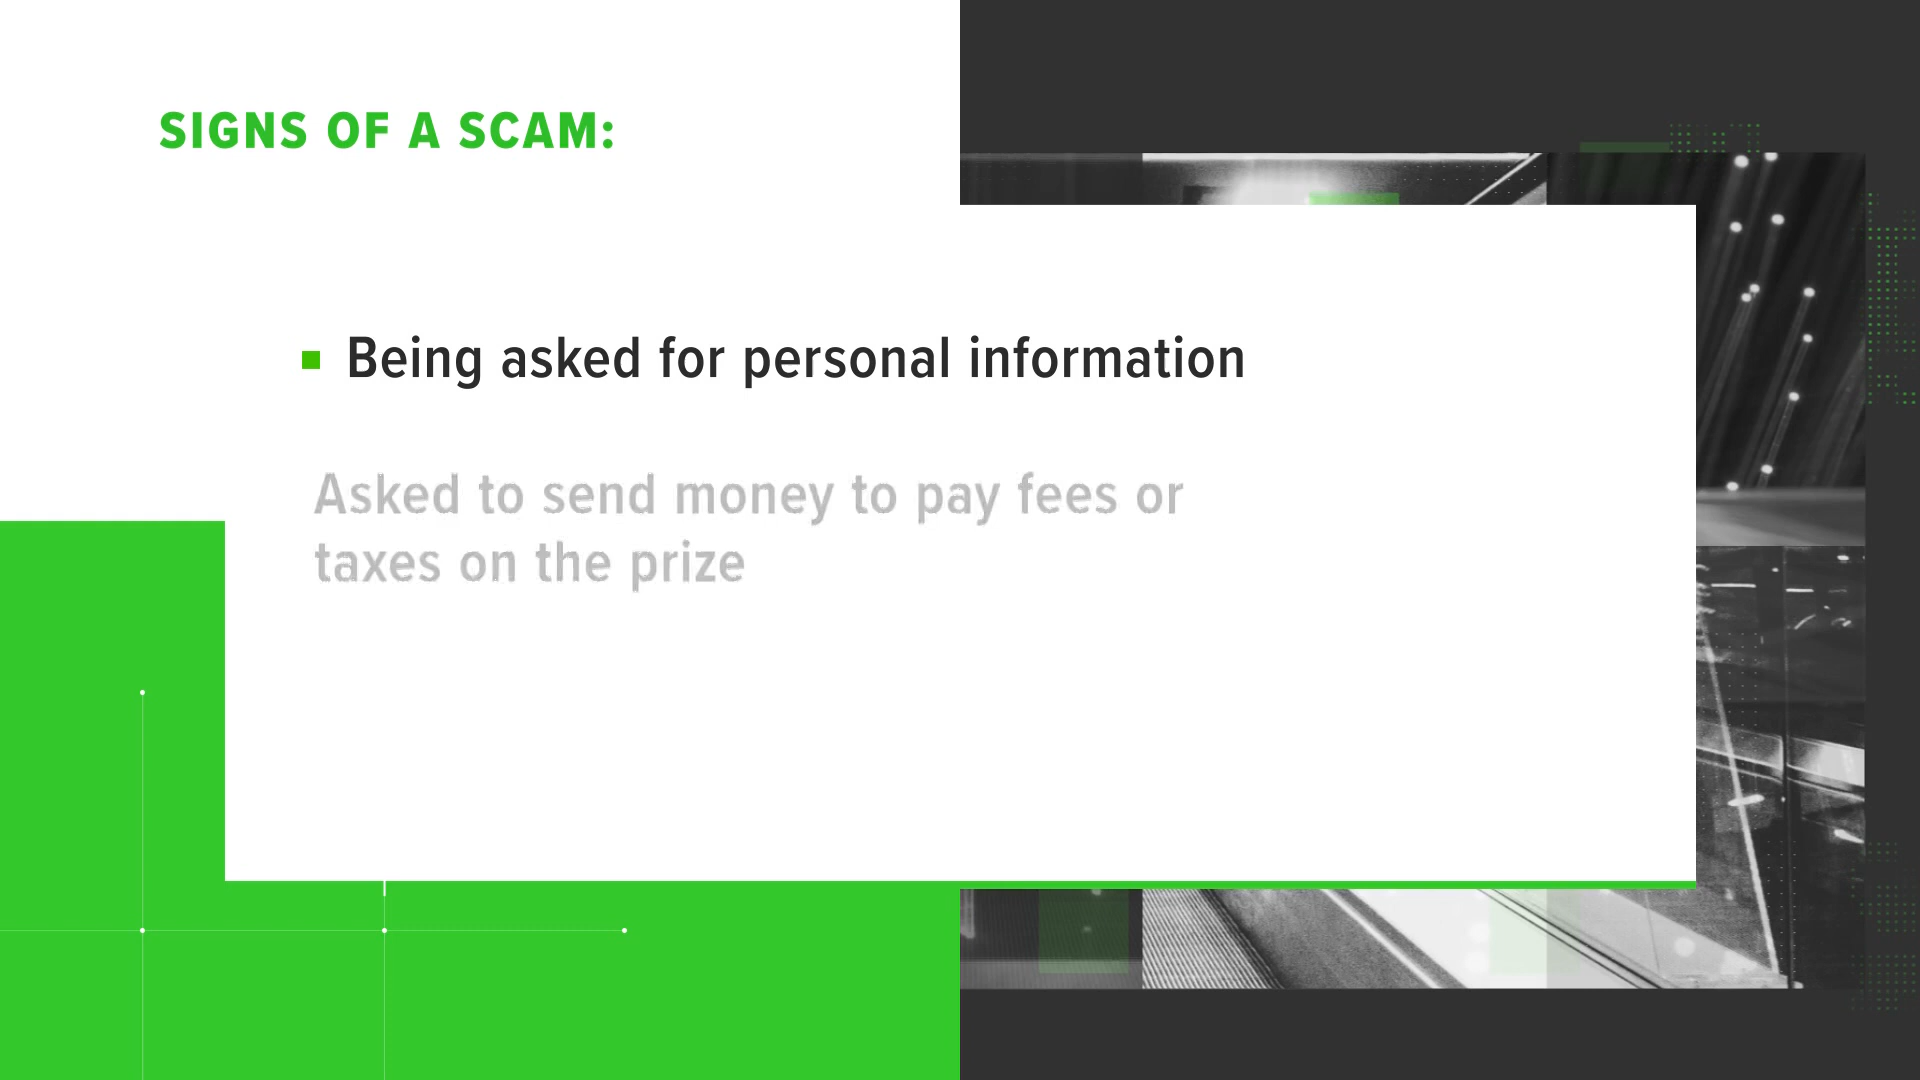 SIGNS OF A SCAM:
Being asked for personal information
Asked to send money to pay fees or
taxes on the prize